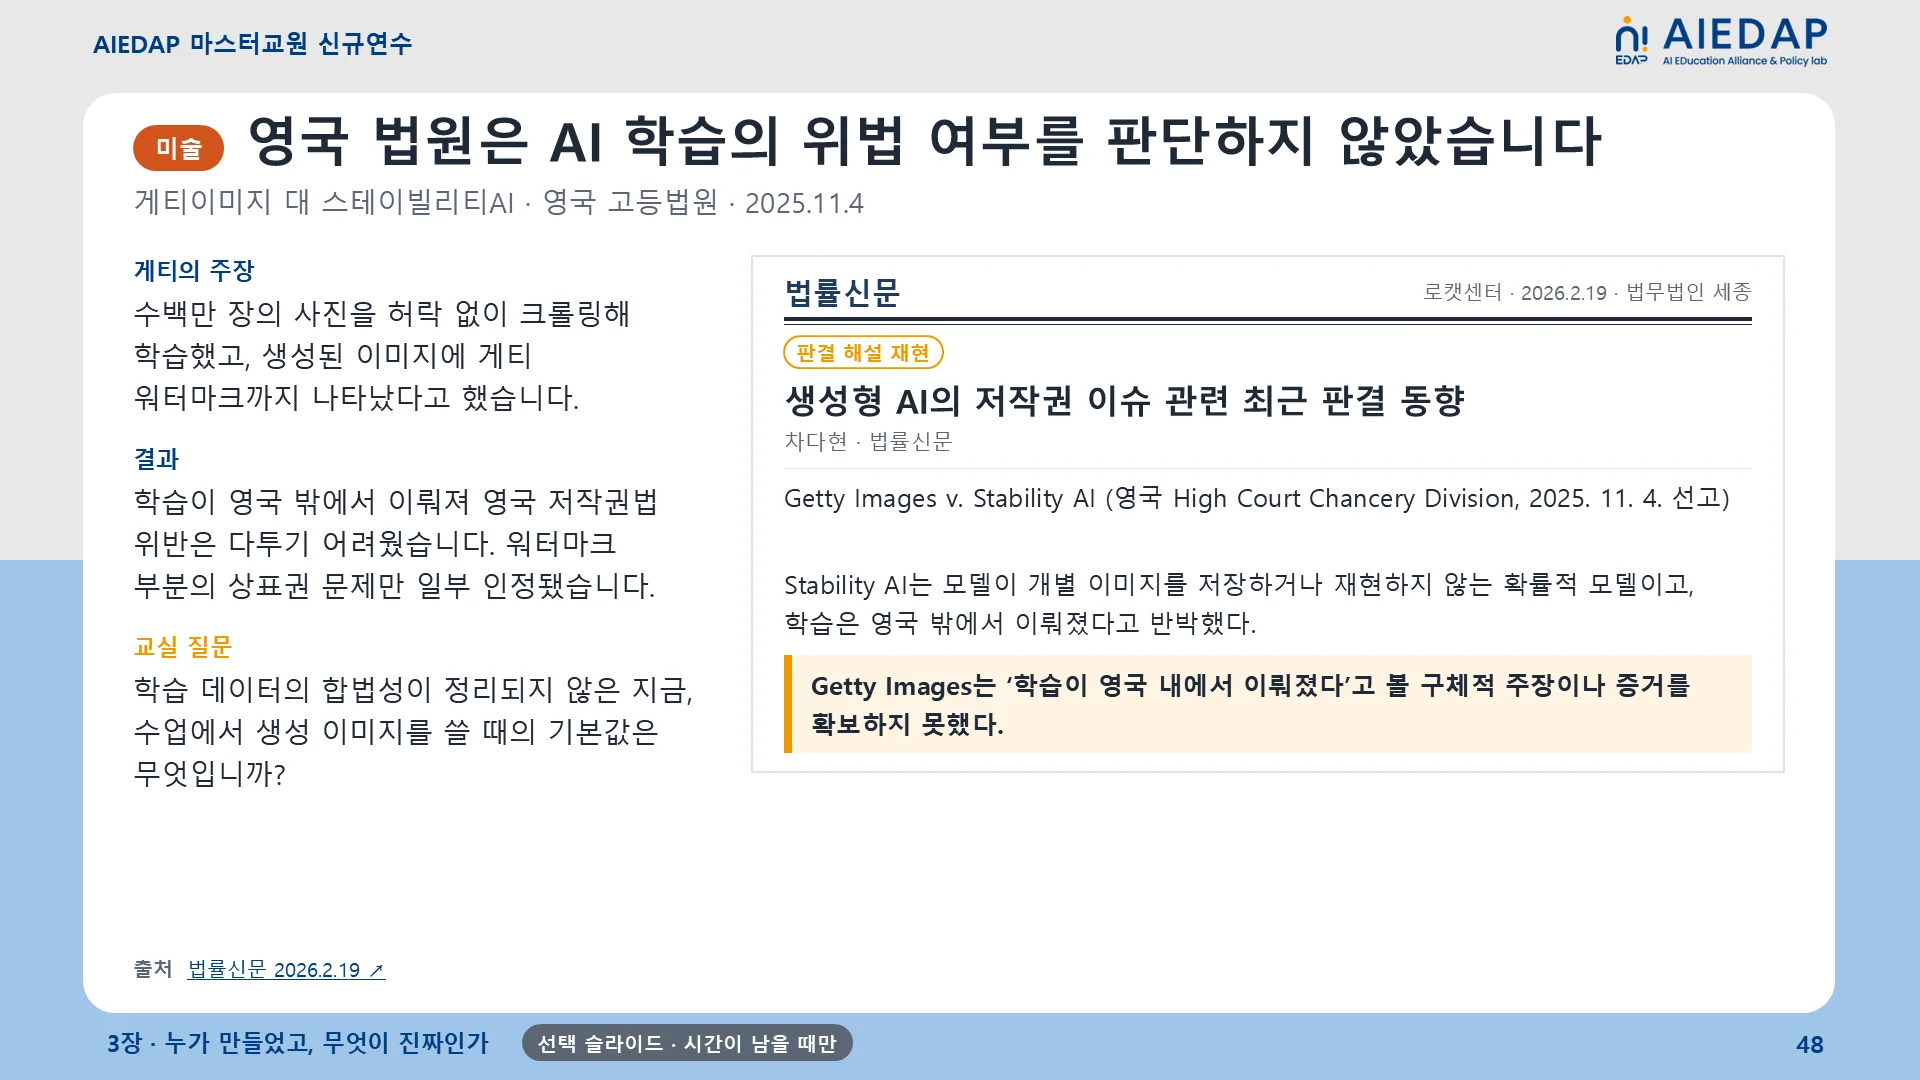 AIEDAP 마스터교원 신규연수
EDAP
AIEDAP
AI EDucation Alliance & Policy lab
미술
영국 법원은 AI 학습의 위법 여부를 판단하지 않았습니다
게티이미지 대 스테이빌리티AI · 영국 고등법원 · 2025.11.4
게티의 주장
수백만 장의 사진을 허락 없이 크롤링해
학습했고, 생성된 이미지에 게티
워터마크까지 나타났다고 했습니다.
결과
학습이 영국 밖에서 이뤄져 영국 저작권법
위반은 다투기 어려웠습니다. 워터마크
부분의 상표권 문제만 일부 인정됐습니다.
교실 질문
학습 데이터의 합법성이 정리되지 않은 지금,
수업에서 생성 이미지를 쓸 때의 기본값은
무엇입니까?
법률신문
로캣센터 · 2026.2.19 · 법무법인 세종
판결 해설 재현
생성형 AI의 저작권 이슈 관련 최근 판결 동향
차다현 · 법률신문
Getty Images v. Stability AI (영국 High Court Chancery Division, 2025. 11. 4. 선고)
Stability AI는 모델이 개별 이미지를 저장하거나 재현하지 않는 확률적 모델이고,
학습은 영국 밖에서 이뤄졌다고 반박했다.
Getty Images는 ‘학습이 영국 내에서 이뤄졌다’고 볼 구체적 주장이나 증거를
확보하지 못했다.
출처 법률신문 2026.2.19 ↗
3장 · 누가 만들었고, 무엇이 진짜인가
선택 슬라이드 · 시간이 남을 때만
48